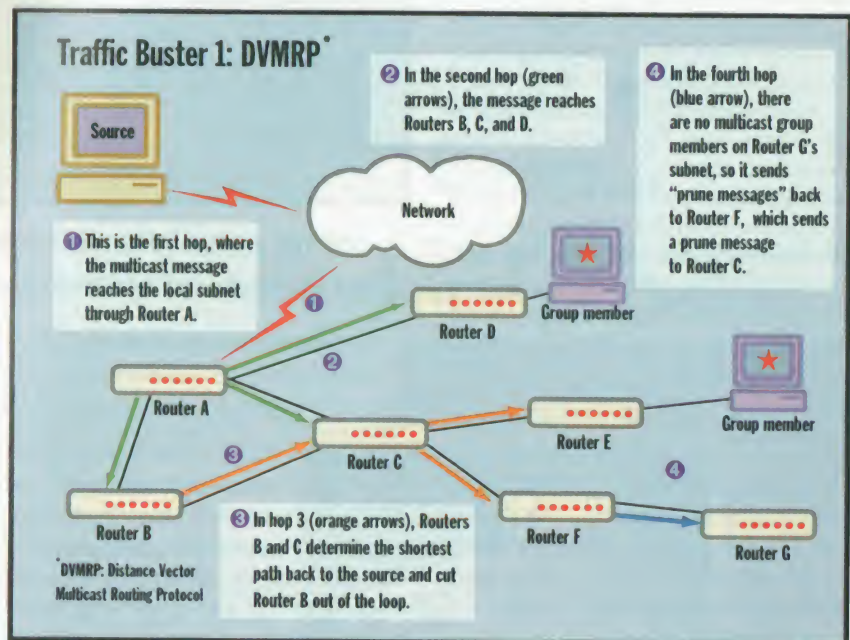 Traffic Buster 1: DVMRP*
Source
❷ In the second hop (green
arrows), the message reaches
Routers B, C, and D.
❹ In the fourth hop
(blue arrow), there
are no multicast group
members on Router G's
subnet, so it sends
“prune messages” back
to Router F, which sends
a prune message
to Router C.
Network
❶ This is the first hop, where
the multicast message
reaches the local subnet
through Router A.
❶
Router D
Group member
❷
Router A
Router E
Group member
❸
Router C
❹
Router B
Router F
Router G
❸ In hop 3 (orange arrows), Routers
B and C determine the shortest
path back to the source and cut
Router B out of the loop.
*DVMRP: Distance Vector
Multicast Routing Protocol